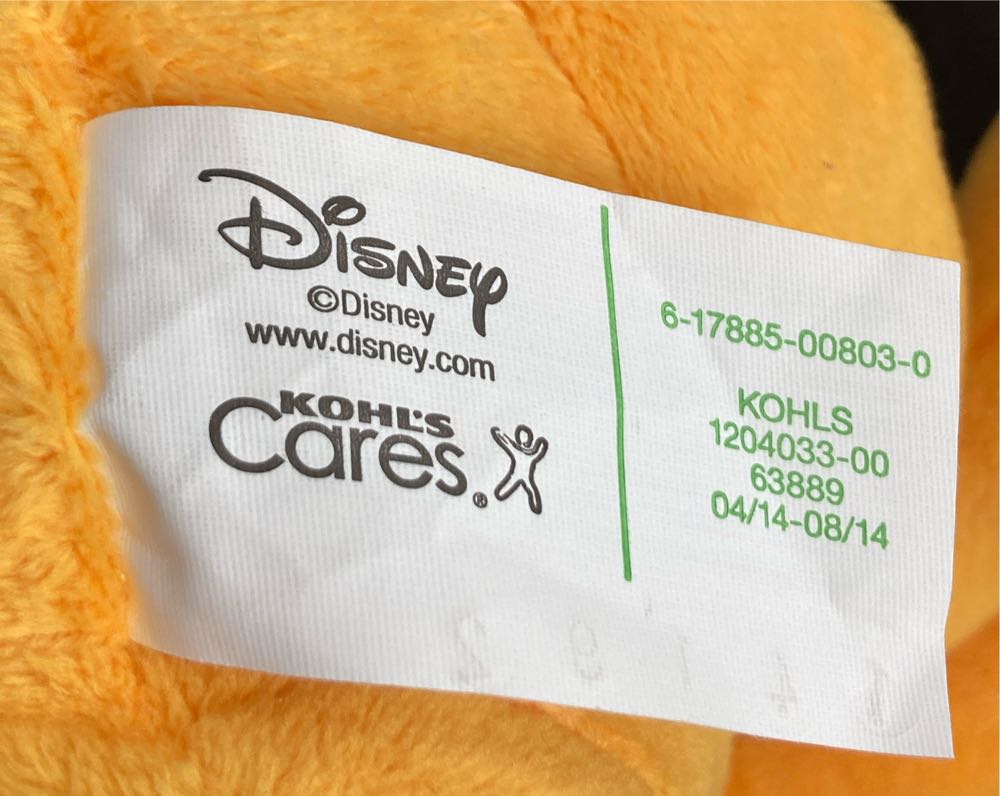 Disney
©Disney
www.disney.com
KOHL'S
Cares®
6-17885-00803-0
KOHLS
1204033-00
63889
04/14-08/14